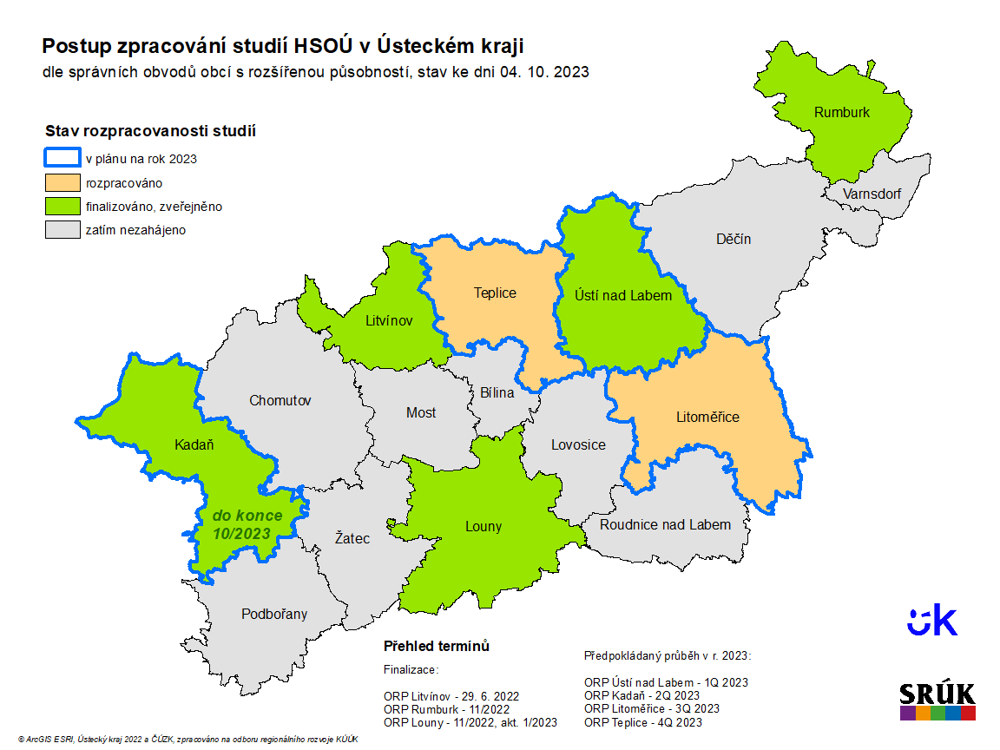 Postup zpracování studií HSOÚ v Ústeckém kraji
dle správních obvodů obcí s rozšířenou působností, stav ke dni 04. 10. 2023
Stav rozpracovanosti studií
v plánu na rok 2023
rozpracováno
finalizováno, zveřejněno
zatím nezahájeno
Rumburk
Varnsdorf
Děčín
Teplice
Ústí nad Labem
Litvínov
Chomutov
Most
Bílina
Litoměřice
Kadaň
Lovosice
do konce
10/2023
Žatec
Louny
Roudnice nad Labem
Podbořany
Přehled termínů
Finalizace:
ORP Litvínov - 29. 6. 2022
ORP Rumburk - 11/2022
ORP Louny - 11/2022, akt. 1/2023
Předpokládaný průběh v r. 2023:
ORP Ústí nad Labem - 1Q 2023
ORP Kadaň - 2Q 2023
ORP Litoměřice - 3Q 2023
ORP Teplice - 4Q 2023
úk
SRÚK
© ArcGIS ESRI, Ústecký kraj 2022 a ČÚZK, zpracováno na odboru regionálního rozvoje KÚÚK